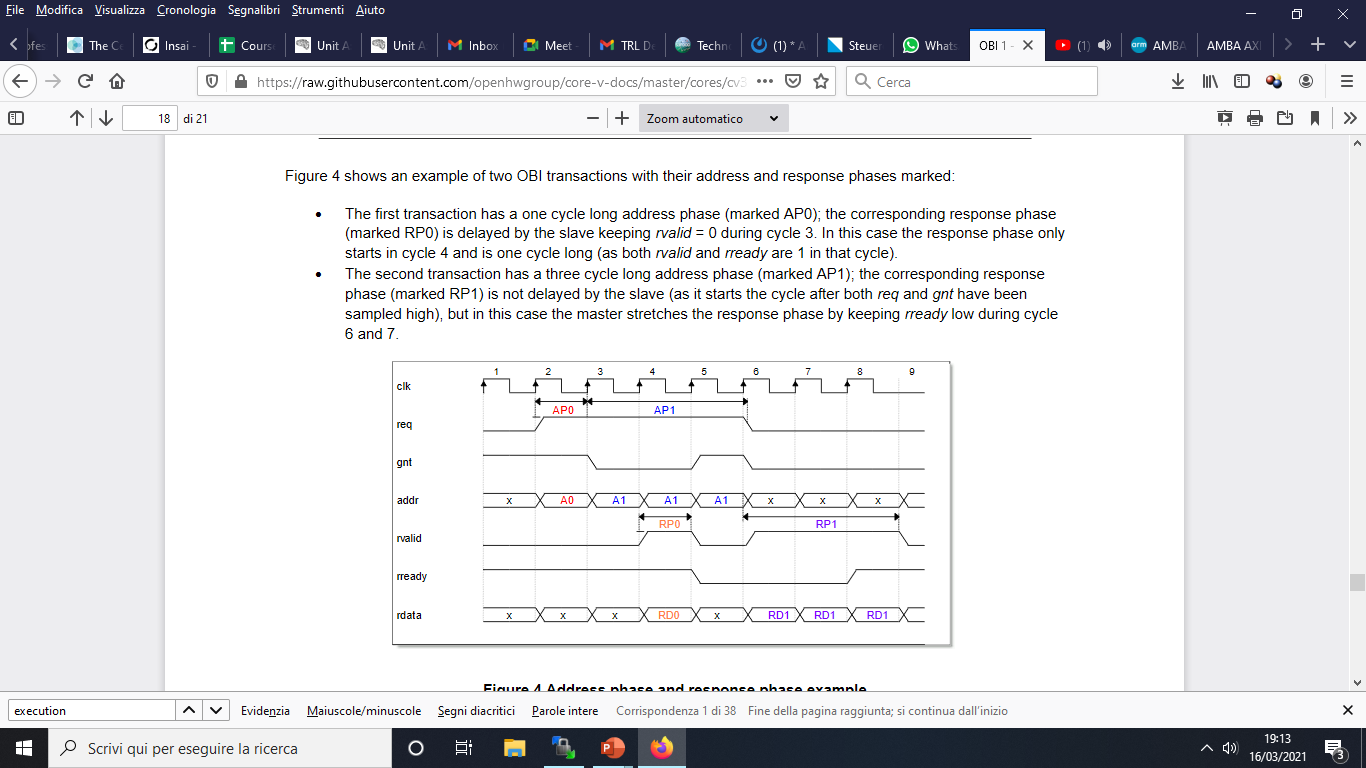 File Modifica Visualizza Cronologia Segnalibri Strumenti Aiuto
ofes The Co Insai - Cours Unit A Unit A Inbox Meet - TRL De Techn (1) * A Steuer Whats OBI 1 - (1) AMBA AMBA AXI
https://raw.githubusercontent.com/openhwgroup/core-v-docs/master/cores/cv3 Cerca
18 di 21 Zoom automatico
Figure 4 shows an example of two OBI transactions with their address and response phases marked:
• The first transaction has a one cycle long address phase (marked AP0); the corresponding response phase
(marked RP0) is delayed by the slave keeping rvalid = 0 during cycle 3. In this case the response phase only
starts in cycle 4 and is one cycle long (as both rvalid and rready are 1 in that cycle).
• The second transaction has a three cycle long address phase (marked AP1); the corresponding response
phase (marked RP1) is not delayed by the slave (as it starts the cycle after both req and gnt have been
sampled high), but in this case the master stretches the response phase by keeping rready low during cycle
6 and 7.
1 2 3 4 5 6 7 8 9
clk
AP0 AP1
req
gnt
addr x A0 A1 A1 A1 x x x
RP0 RP1
rvalid
rready
rdata x x x RD0 x RD1 RD1 RD1
Figure 4 Address phase and response phase example
execution Evidenzia Maiuscole/minuscole Segni diacritici Parole intere Corrispondenza 1 di 38 Fine della pagina raggiunta; si continua dall'inizio
Scrivi qui per eseguire la ricerca
19:13
16/03/2021
3